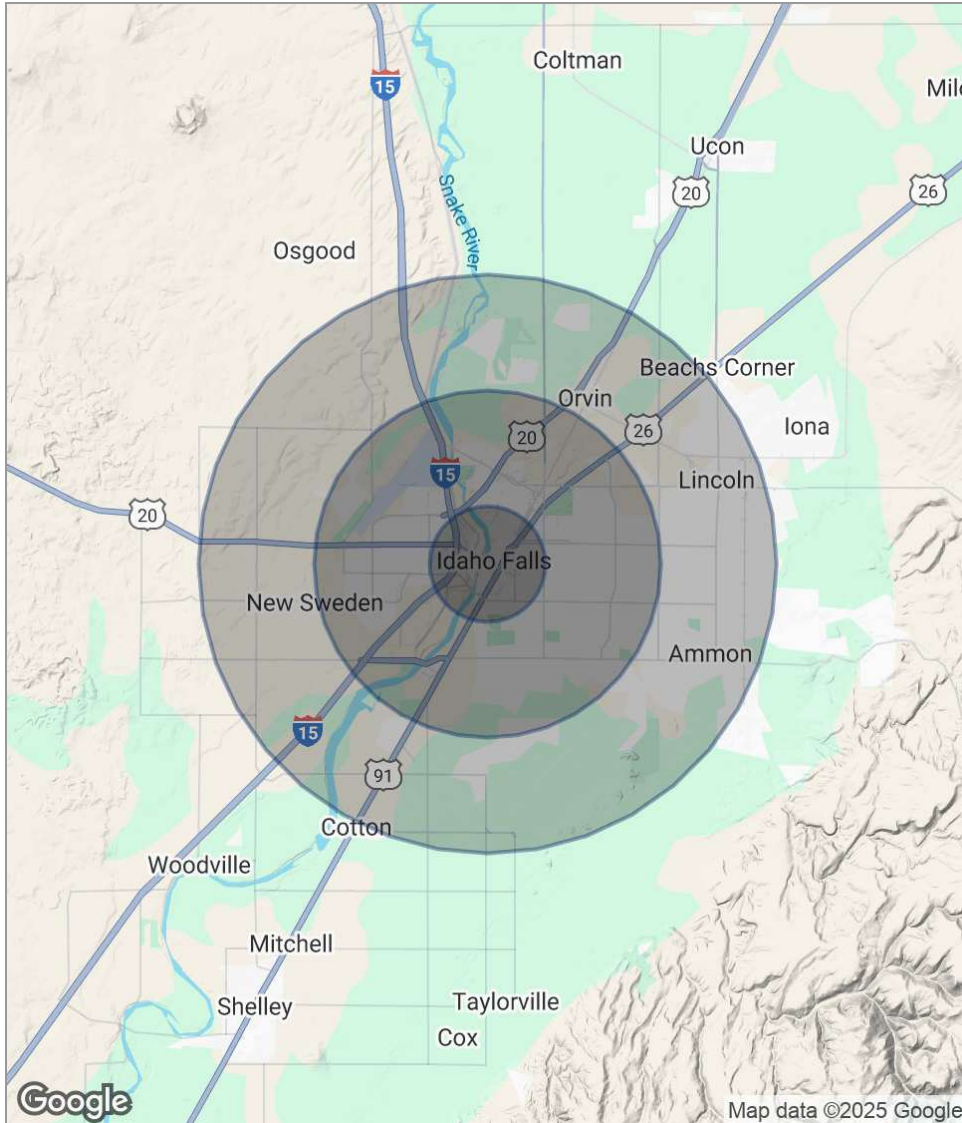 Coltman
15
Milo
Ucon
20
26
Snake River
Osgood
Beachs Corner
Orvin
Iona
20
26
15
Lincoln
20
Idaho Falls
New Sweden
Ammon
15
91
Cotton
Woodville
Mitchell
Taylorville
Shelley
Cox
Google
Map data ©2025 Google